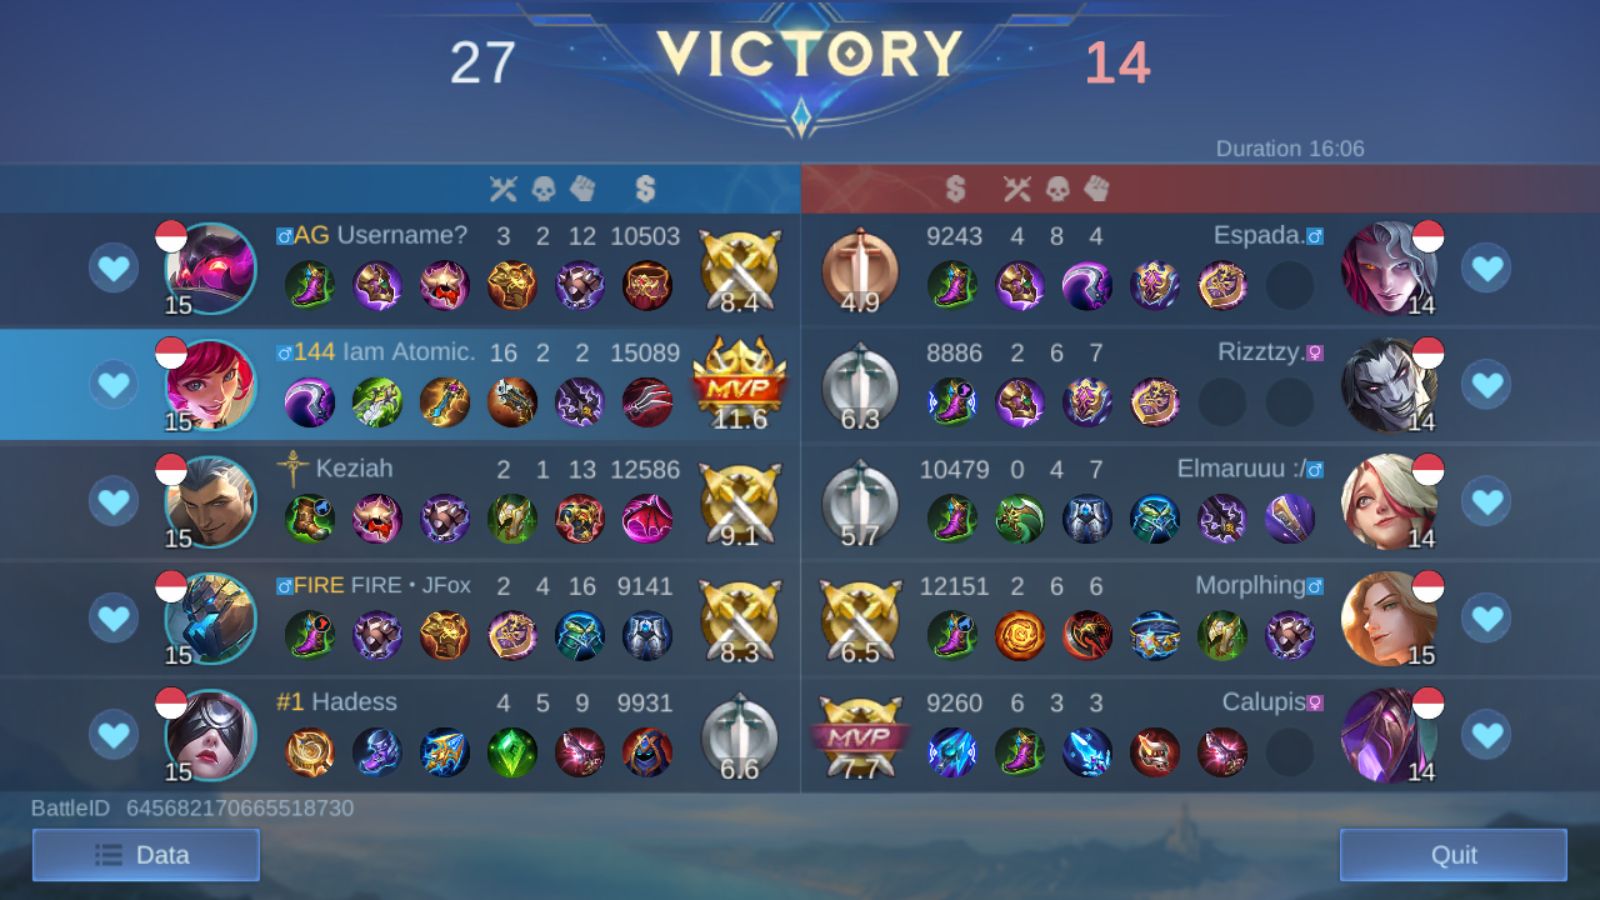 27 VICTORY 14
Duration 16:06
AG Username? 3 2 12 10503
15 8.4
9243 4 8 4 Espada.
4.9 14
144 Iam Atomic. 16 2 2 15089
15 MVP 11.6
8886 2 6 7 Rizztzy.
6.3 14
Keziah 2 1 13 12586
15 9.1
10479 0 4 7 Elmaruuu :/
5.7 14
FIRE FIRE • JFox 2 4 16 9141
15 8.3
12151 2 6 6 Morplhing
6.5 15
#1 Hadess 4 5 9 9931
15 6.6
9260 6 3 3 Calupis
MVP 7.7 14
BattleID 645682170665518730
Data
Quit